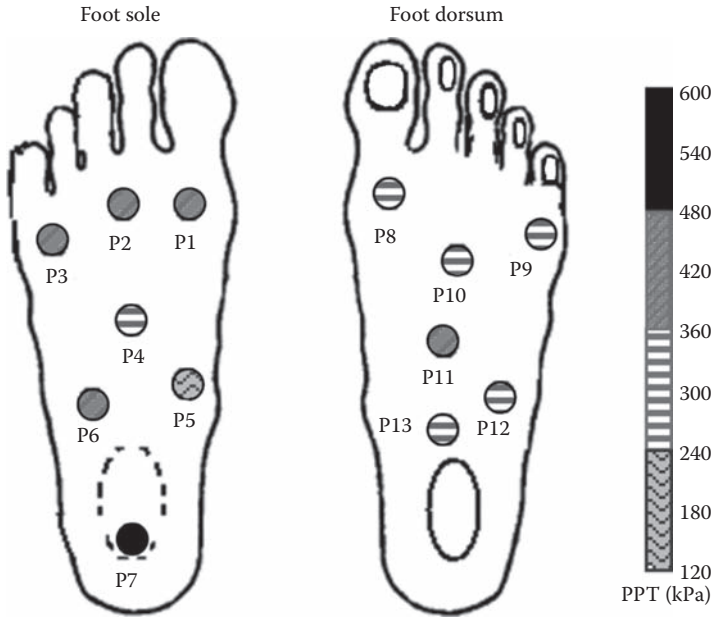 Foot sole
Foot dorsum
P1
P2
P3
P4
P5
P6
P7
P8
P9
P10
P11
P12
P13
600
540
480
420
360
300
240
180
120
PPT (kPa)